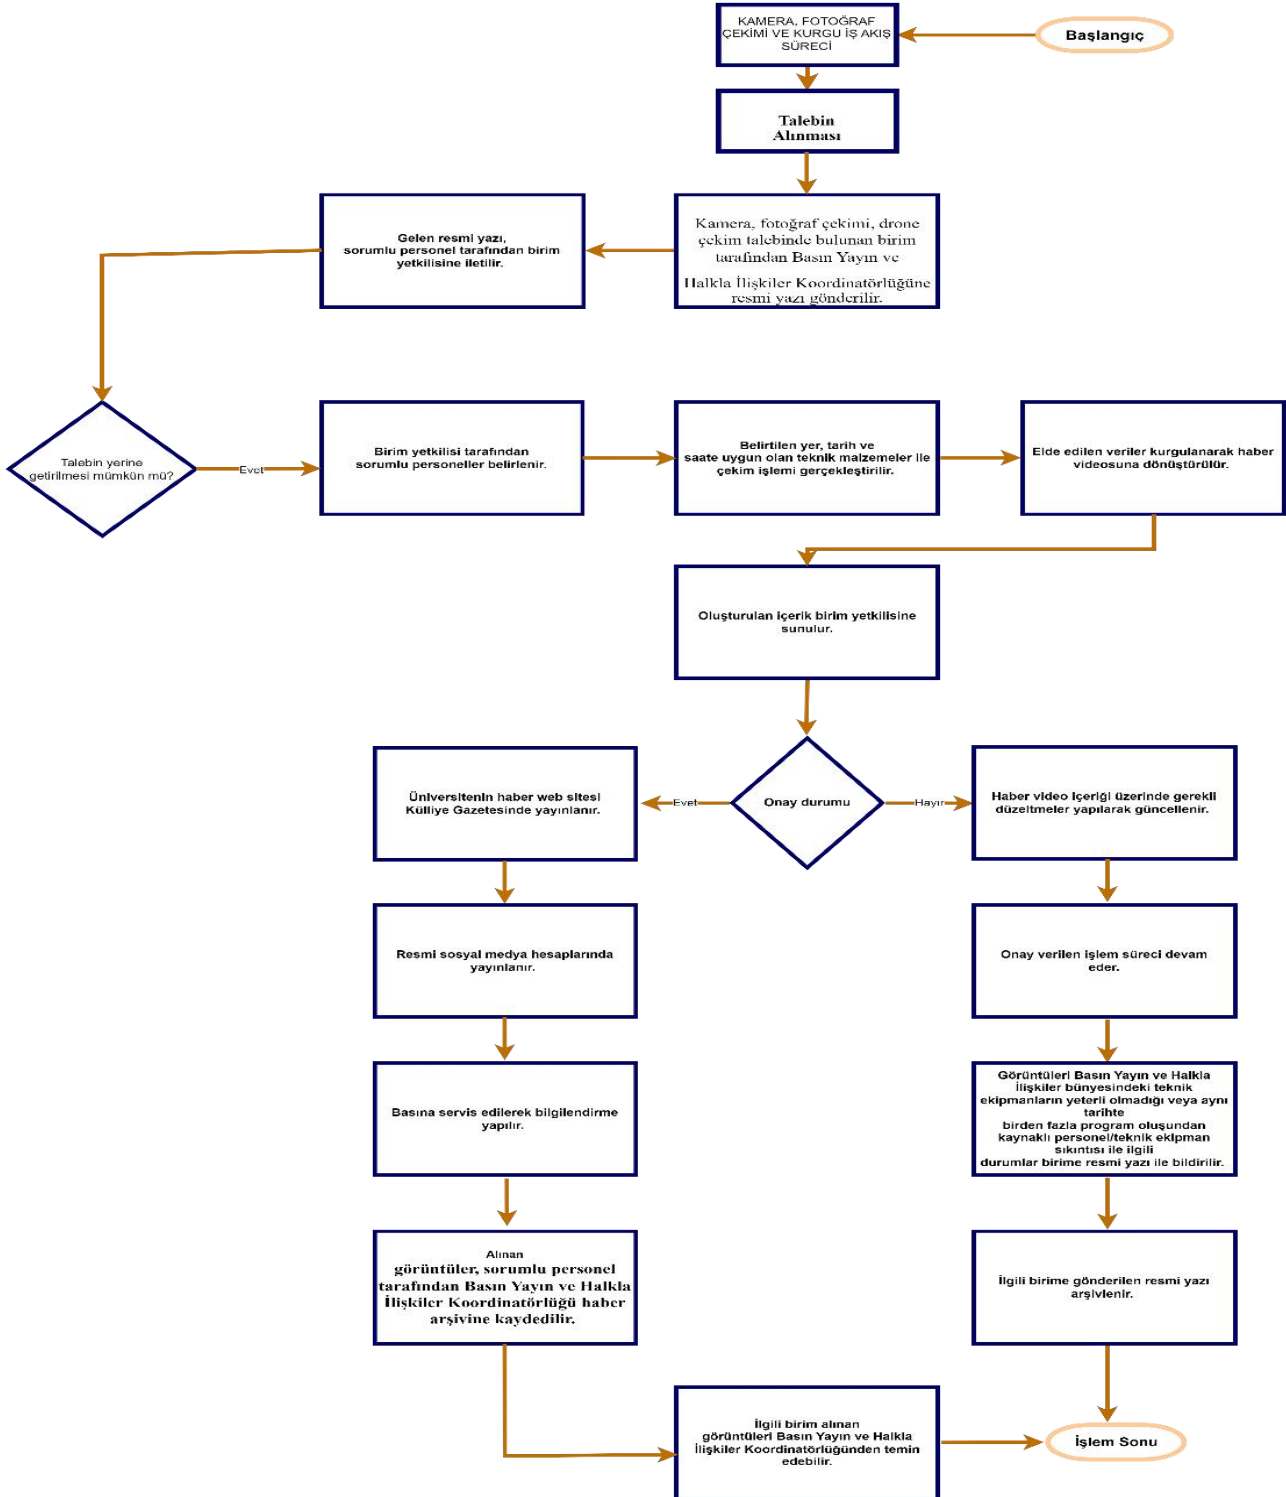 KAMERA, FOTOĞRAF
ÇEKİMİ VE KURGU İŞ AKIŞ
SÜRECİ
Başlangıç
Talebin
Alınması
Kamera, fotoğraf çekimi, drone
çekim talebinde bulunan birim
tarafından Basın Yayın ve
Halkla İlişkiler Koordinatörlüğüne
resmi yazı gönderilir.
Gelen resmi yazı,
sorumlu personel tarafından birim
yetkilisine iletilir.
Talebin yerine
getirilmesi mümkün mü?
Evet
Birim yetkilisi tarafından
sorumlu personeller belirlenir.
Belirtilen yer, tarih ve
saate uygun olan teknik malzemeler ile
çekim işlemi gerçekleştirilir.
Elde edilen veriler kurgulanarak haber
videosuna dönüştürülür.
Oluşturulan içerik birim yetkilisine
sunulur.
Onay durumu
Evet
Hayır
Üniversitenin haber web sitesi
Külliye Gazetesinde yayınlanır.
Haber video içeriği üzerinde gerekli
düzeltmeler yapılarak güncellenir.
Resmi sosyal medya hesaplarında
yayınlanır.
Onay verilen işlem süreci devam
eder.
Basına servis edilerek bilgilendirme
yapılır.
Görüntüleri Basın Yayın ve Halkla
İlişkiler bünyesindeki teknik
ekipmanların yeterli olmadığı veya aynı
tarihte
birden fazla program oluşundan
kaynaklı personel/teknik ekipman
sıkıntısı ile ilgili
durumlar birime resmi yazı ile bildirilir.
Alınan
görüntüler, sorumlu personel
tarafından Basın Yayın ve Halkla
İlişkiler Koordinatörlüğü haber
arşivine kaydedilir.
İlgili birime gönderilen resmi yazı
arşivlenir.
İlgili birim alınan
görüntüleri Basın Yayın ve Halkla
İlişkiler Koordinatörlüğünden temin
edebilir.
İşlem Sonu